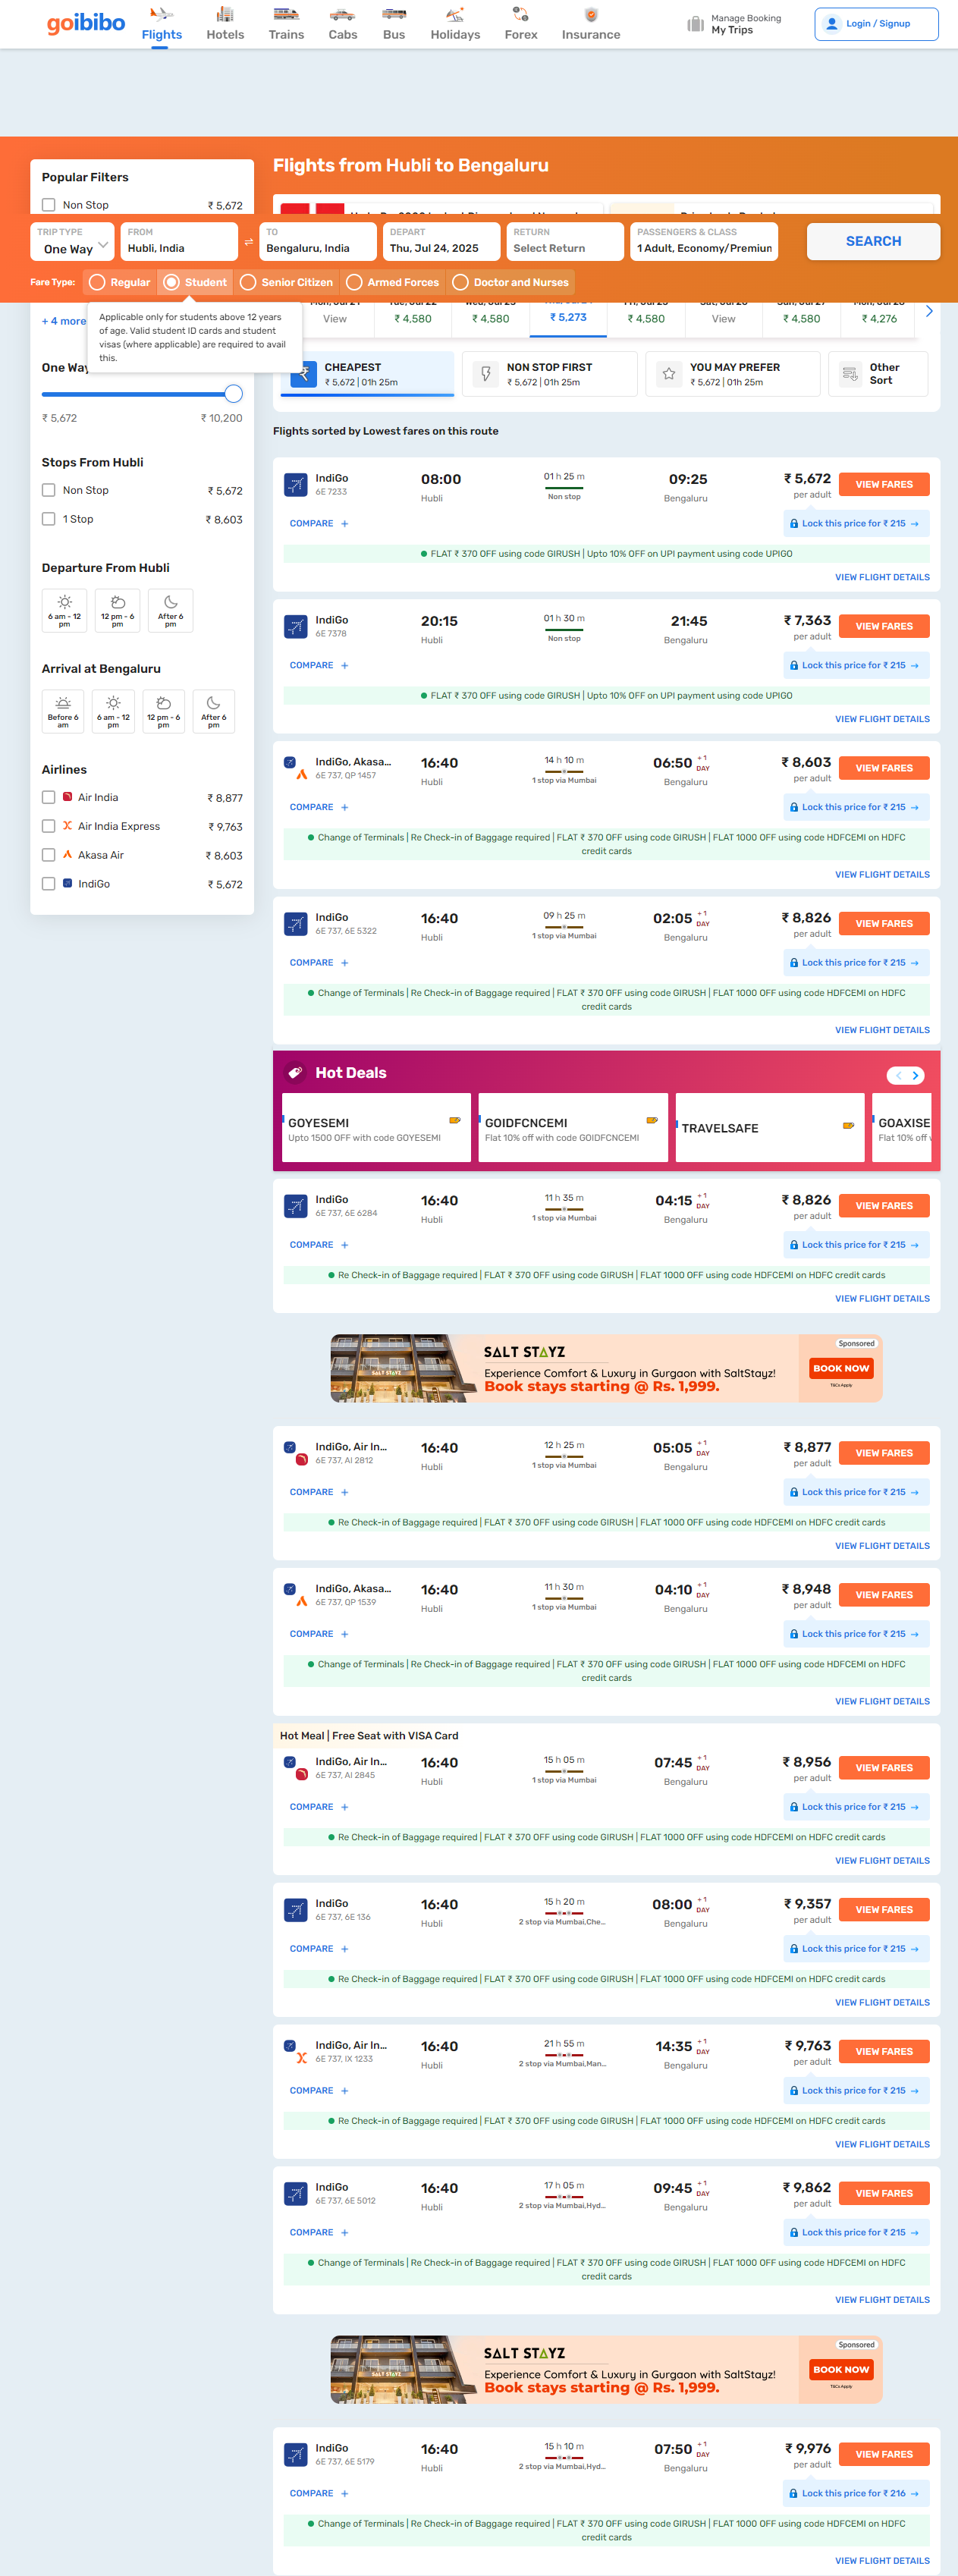 goibibo
Flights
Hotels
Trains
Cabs
Bus
Holidays
Forex
Insurance
Manage Booking
My Trips
Login / Signup
Flights from Hubli to Bengaluru
Popular Filters
Non Stop ₹ 5,672
TRIP TYPE
One Way
FROM
Hubli, India
TO
Bengaluru, India
DEPART
Thu, Jul 24, 2025
RETURN
Select Return
PASSENGERS & CLASS
1 Adult, Economy/Premium
SEARCH
Fare Type:
Regular
Student
Senior Citizen
Armed Forces
Doctor and Nurses
Applicable only for students above 12 years
of age. Valid student ID cards and student
visas (where applicable) are required to avail
this.
View
₹ 4,580
₹ 4,580
₹ 5,273
₹ 4,580
View
₹ 4,580
₹ 4,276
+ 4 more
One Way
₹ 5,672 ₹ 10,200
Stops From Hubli
Non Stop ₹ 5,672
1 Stop ₹ 8,603
Departure From Hubli
6 am - 12
pm
12 pm - 6
pm
After 6
pm
Arrival at Bengaluru
Before 6
am
6 am - 12
pm
12 pm - 6
pm
After 6
pm
Airlines
Air India ₹ 8,877
Air India Express ₹ 9,763
Akasa Air ₹ 8,603
IndiGo ₹ 5,672
CHEAPEST
₹ 5,672 | 01h 25m
NON STOP FIRST
₹ 5,672 | 01h 25m
YOU MAY PREFER
₹ 5,672 | 01h 25m
Other
Sort
Flights sorted by Lowest fares on this route
IndiGo 08:00 01 h 25 m 09:25 ₹ 5,672 VIEW FARES
6E 7233 Hubli Non stop Bengaluru per adult
COMPARE + Lock this price for ₹ 215 →
FLAT ₹ 370 OFF using code GIRUSH | Upto 10% OFF on UPI payment using code UPIGO
VIEW FLIGHT DETAILS
IndiGo 20:15 01 h 30 m 21:45 ₹ 7,363 VIEW FARES
6E 7378 Hubli Non stop Bengaluru per adult
COMPARE + Lock this price for ₹ 215 →
FLAT ₹ 370 OFF using code GIRUSH | Upto 10% OFF on UPI payment using code UPIGO
VIEW FLIGHT DETAILS
IndiGo, Akasa... 16:40 14 h 10 m 06:50 + 1 DAY ₹ 8,603 VIEW FARES
6E 737, QP 1457 Hubli 1 stop via Mumbai Bengaluru per adult
COMPARE + Lock this price for ₹ 215 →
Change of Terminals | Re Check-in of Baggage required | FLAT ₹ 370 OFF using code GIRUSH | FLAT 1000 OFF using code HDFCEMI on HDFC
credit cards
VIEW FLIGHT DETAILS
IndiGo 16:40 09 h 25 m 02:05 + 1 DAY ₹ 8,826 VIEW FARES
6E 737, 6E 5322 Hubli 1 stop via Mumbai Bengaluru per adult
COMPARE + Lock this price for ₹ 215 →
Change of Terminals | Re Check-in of Baggage required | FLAT ₹ 370 OFF using code GIRUSH | FLAT 1000 OFF using code HDFCEMI on HDFC
credit cards
VIEW FLIGHT DETAILS
Hot Deals
GOYESEMI
Upto 1500 OFF with code GOYESEMI
GOIDFCNCEMI
Flat 10% off with code GOIDFCNCEMI
TRAVELSAFE
GOAXISE
Flat 10% off
IndiGo 16:40 11 h 35 m 04:15 + 1 DAY ₹ 8,826 VIEW FARES
6E 737, 6E 6284 Hubli 1 stop via Mumbai Bengaluru per adult
COMPARE + Lock this price for ₹ 215 →
Re Check-in of Baggage required | FLAT ₹ 370 OFF using code GIRUSH | FLAT 1000 OFF using code HDFCEMI on HDFC credit cards
VIEW FLIGHT DETAILS
SALT STAYZ
Experience Comfort & Luxury in Gurgaon with SaltStayz!
Book stays starting @ Rs. 1,999.
Sponsored
BOOK NOW
T&Cs Apply
IndiGo, Air In... 16:40 12 h 25 m 05:05 + 1 DAY ₹ 8,877 VIEW FARES
6E 737, AI 2812 Hubli 1 stop via Mumbai Bengaluru per adult
COMPARE + Lock this price for ₹ 215 →
Re Check-in of Baggage required | FLAT ₹ 370 OFF using code GIRUSH | FLAT 1000 OFF using code HDFCEMI on HDFC credit cards
VIEW FLIGHT DETAILS
IndiGo, Akasa... 16:40 11 h 30 m 04:10 + 1 DAY ₹ 8,948 VIEW FARES
6E 737, QP 1539 Hubli 1 stop via Mumbai Bengaluru per adult
COMPARE + Lock this price for ₹ 215 →
Change of Terminals | Re Check-in of Baggage required | FLAT ₹ 370 OFF using code GIRUSH | FLAT 1000 OFF using code HDFCEMI on HDFC
credit cards
VIEW FLIGHT DETAILS
Hot Meal | Free Seat with VISA Card
IndiGo, Air In... 16:40 15 h 05 m 07:45 + 1 DAY ₹ 8,956 VIEW FARES
6E 737, AI 2845 Hubli 1 stop via Mumbai Bengaluru per adult
COMPARE + Lock this price for ₹ 215 →
Re Check-in of Baggage required | FLAT ₹ 370 OFF using code GIRUSH | FLAT 1000 OFF using code HDFCEMI on HDFC credit cards
VIEW FLIGHT DETAILS
IndiGo 16:40 15 h 20 m 08:00 + 1 DAY ₹ 9,357 VIEW FARES
6E 737, 6E 136 Hubli 2 stop via Mumbai,Che... Bengaluru per adult
COMPARE + Lock this price for ₹ 215 →
Re Check-in of Baggage required | FLAT ₹ 370 OFF using code GIRUSH | FLAT 1000 OFF using code HDFCEMI on HDFC credit cards
VIEW FLIGHT DETAILS
IndiGo, Air In... 16:40 21 h 55 m 14:35 + 1 DAY ₹ 9,763 VIEW FARES
6E 737, IX 1233 Hubli 2 stop via Mumbai,Man... Bengaluru per adult
COMPARE + Lock this price for ₹ 215 →
Re Check-in of Baggage required | FLAT ₹ 370 OFF using code GIRUSH | FLAT 1000 OFF using code HDFCEMI on HDFC credit cards
VIEW FLIGHT DETAILS
IndiGo 16:40 17 h 05 m 09:45 + 1 DAY ₹ 9,862 VIEW FARES
6E 737, 6E 5012 Hubli 2 stop via Mumbai,Hyd... Bengaluru per adult
COMPARE + Lock this price for ₹ 215 →
Change of Terminals | Re Check-in of Baggage required | FLAT ₹ 370 OFF using code GIRUSH | FLAT 1000 OFF using code HDFCEMI on HDFC
credit cards
VIEW FLIGHT DETAILS
SALT STAYZ
Experience Comfort & Luxury in Gurgaon with SaltStayz!
Book stays starting @ Rs. 1,999.
Sponsored
BOOK NOW
T&Cs Apply
IndiGo 16:40 15 h 10 m 07:50 + 1 DAY ₹ 9,976 VIEW FARES
6E 737, 6E 5179 Hubli 2 stop via Mumbai,Hyd... Bengaluru per adult
COMPARE + Lock this price for ₹ 216 →
Change of Terminals | Re Check-in of Baggage required | FLAT ₹ 370 OFF using code GIRUSH | FLAT 1000 OFF using code HDFCEMI on HDFC
credit cards
VIEW FLIGHT DETAILS